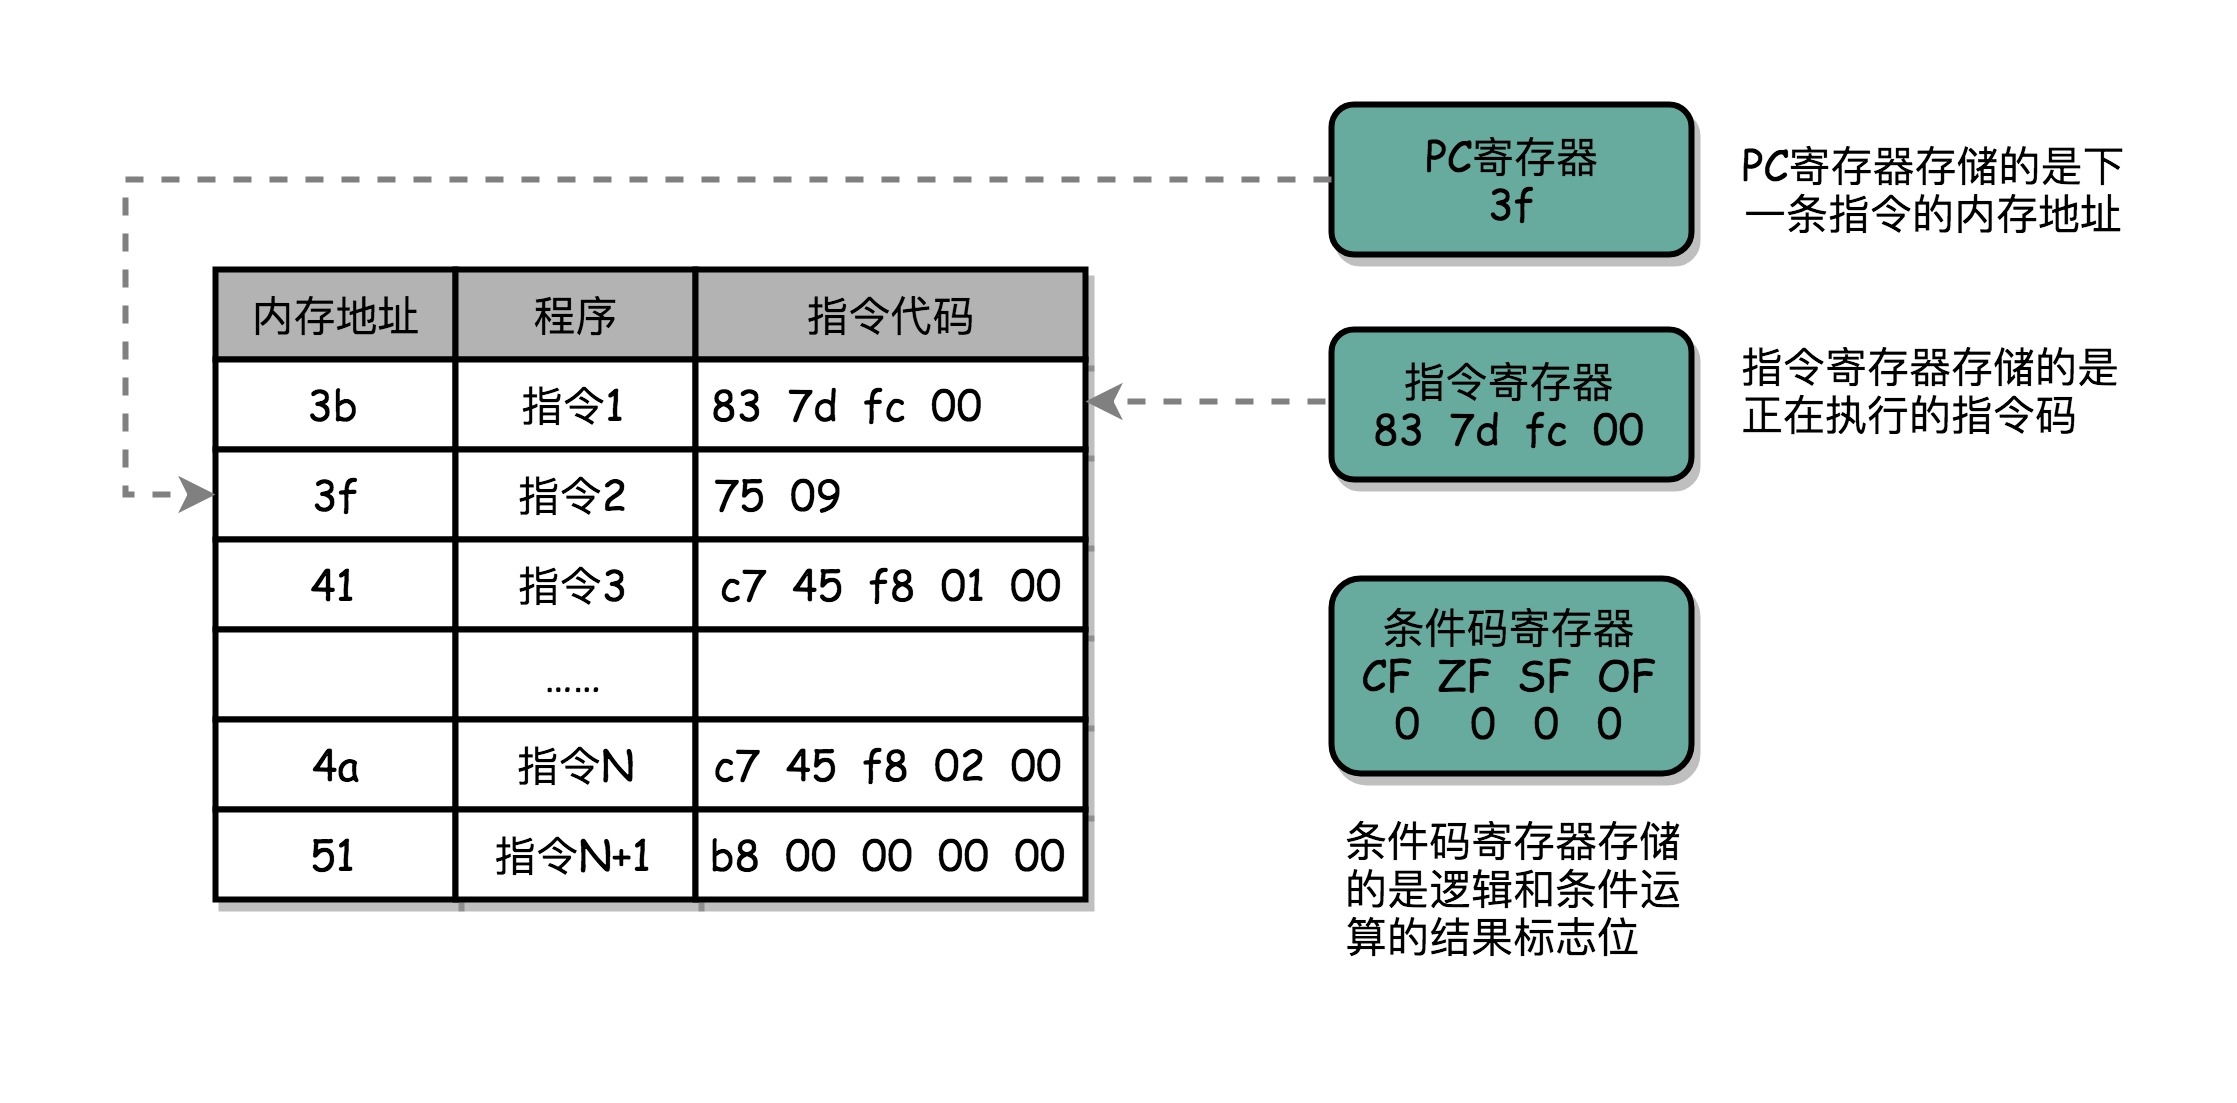 PC寄存器
3f
PC寄存器存储的是下
一条指令的内存地址
内存地址 程序 指令代码
3b 指令1 83 7d fc 00
3f 指令2 75 09
41 指令3 c7 45 f8 01 00
……
4a 指令N c7 45 f8 02 00
51 指令N+1 b8 00 00 00 00
指令寄存器
83 7d fc 00
指令寄存器存储的是
正在执行的指令码
条件码寄存器
CF ZF SF OF
0 0 0 0
条件码寄存器存储
的是逻辑和条件运
算的结果标志位